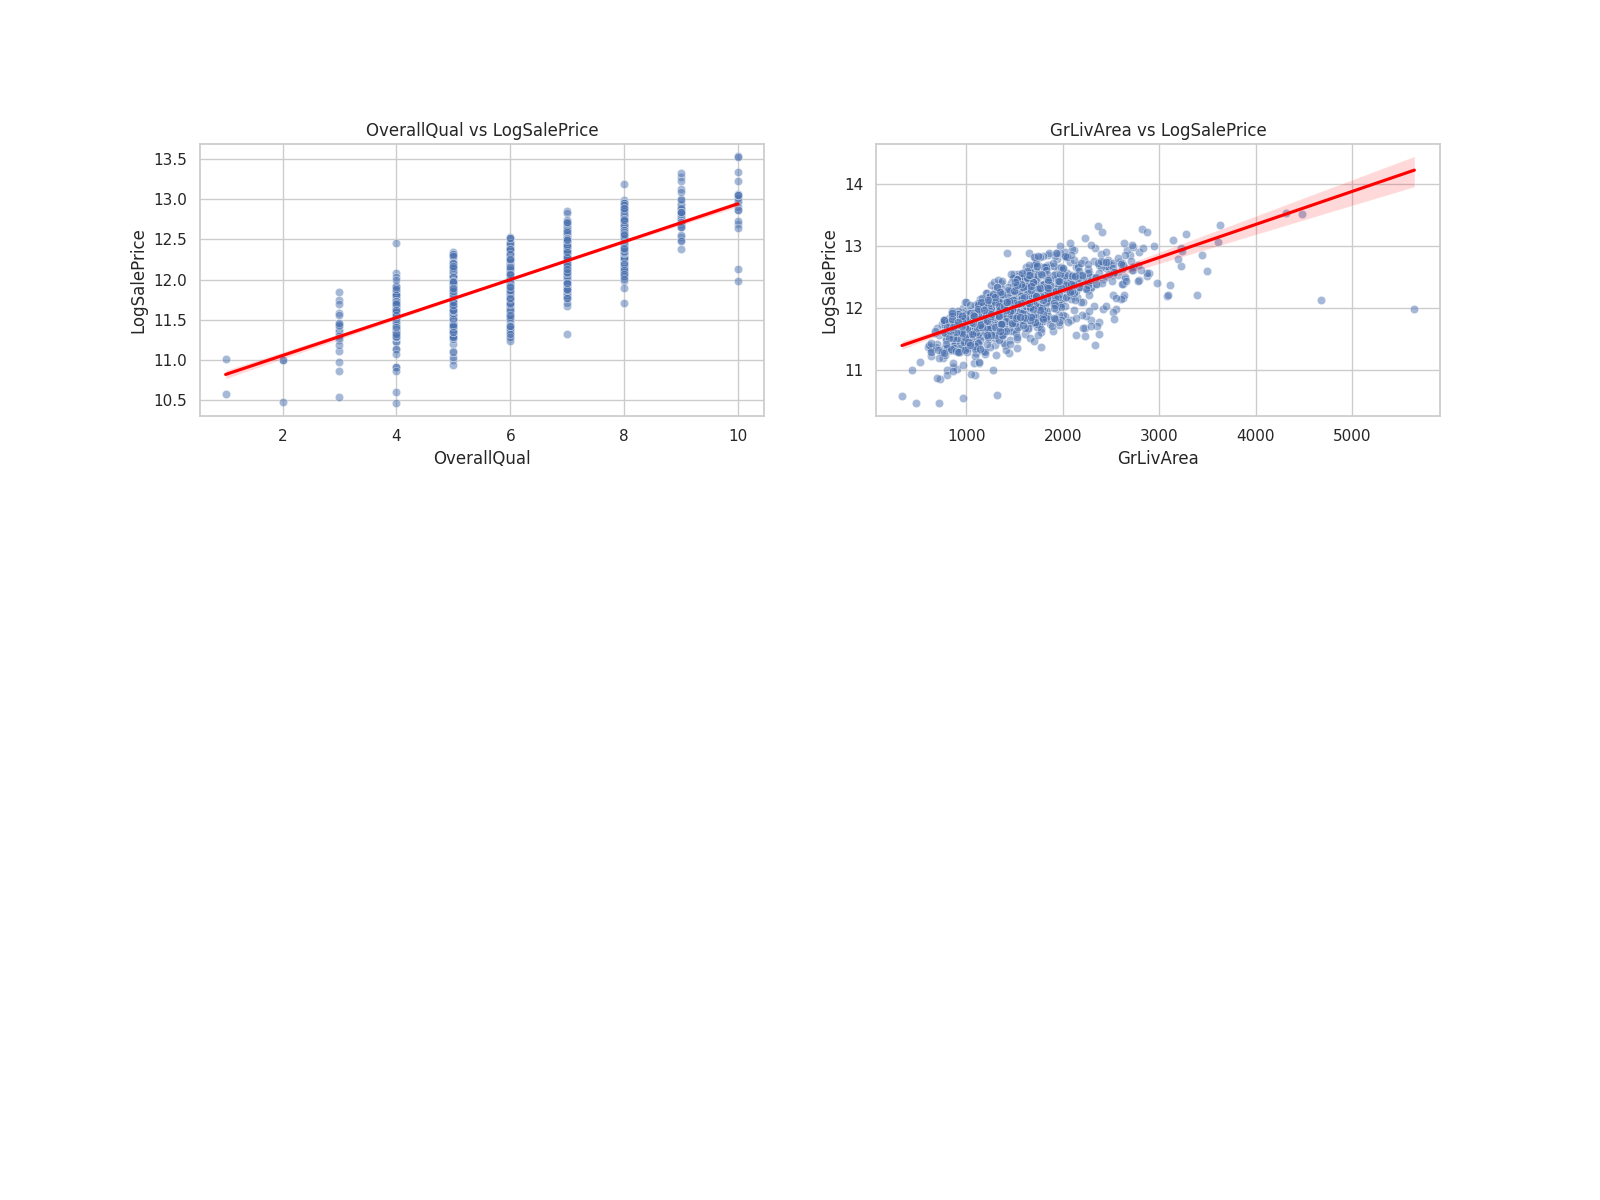 OverallQual vs LogSalePrice
13.5
13.0
12.5
12.0
11.5
11.0
10.5
LogSalePrice
2 4 6 8 10
OverallQual
GrLivArea vs LogSalePrice
14
13
12
11
LogSalePrice
1000 2000 3000 4000 5000
GrLivArea